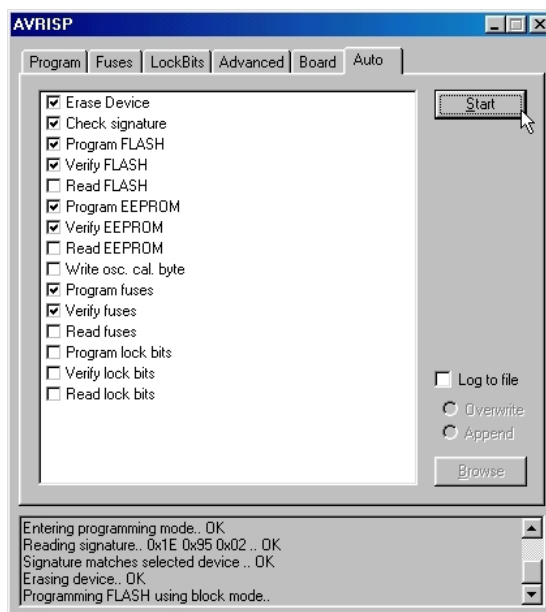 AVRISP
Program Fuses LockBits Advanced Board Auto
Erase Device
Check signature
Program FLASH
Verify FLASH
Read FLASH
Program EEPROM
Verify EEPROM
Read EEPROM
Write osc. cal. byte
Program fuses
Verify fuses
Read fuses
Program lock bits
Verify lock bits
Read lock bits
Start
Log to file
Overwrite
Append
Browse
Entering programming mode.. OK
Reading signature.. 0x1E 0x95 0x02 .. OK
Signature matches selected device .. OK
Erasing device.. OK
Programming FLASH using block mode..